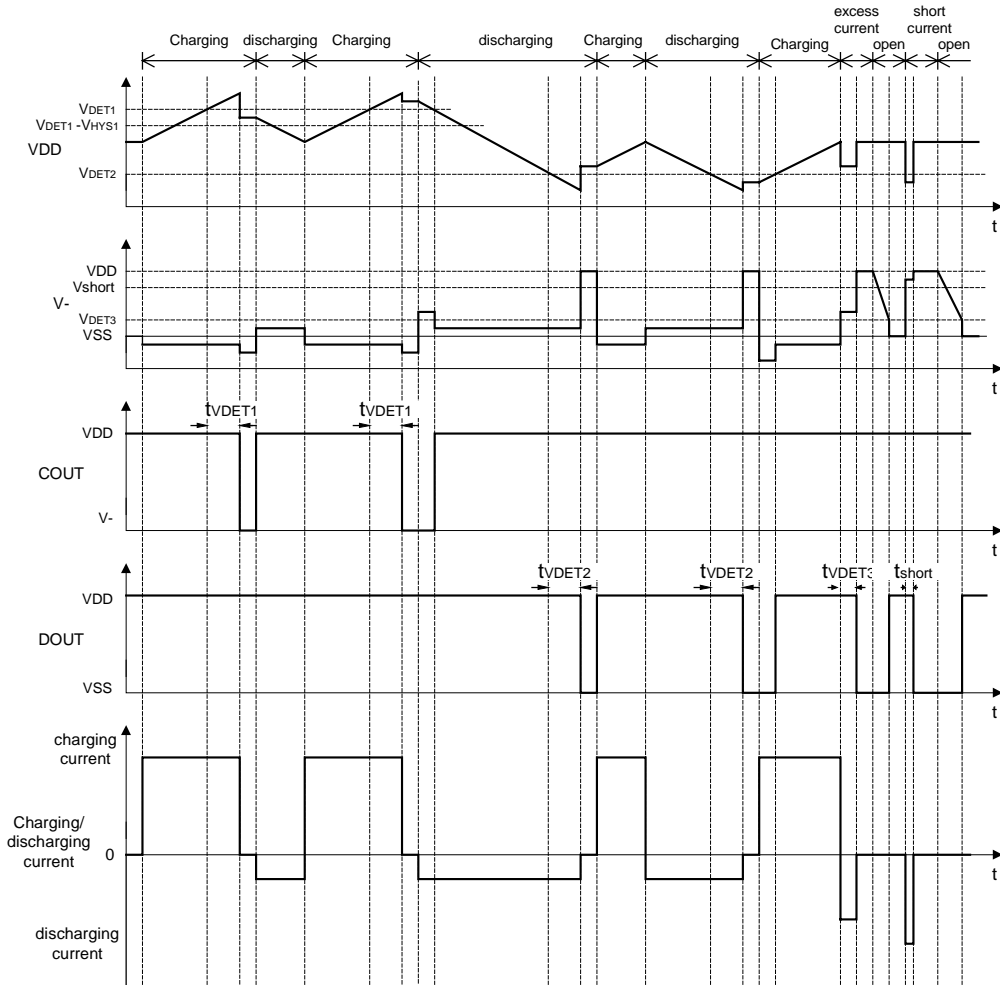 excess
current
short
current
Charging
discharging
Charging
discharging
Charging
discharging
Charging
open
open
VDET1
VDET1 -VHYS1
VDD
VDET2
t
VDD
Vshort
V-
VDET3
VSS
t
tVDET1
tVDET1
VDD
COUT
V-
t
tVDET2
tVDET2
tVDET3
tshort
VDD
DOUT
VSS
t
charging
current
Charging/
discharging
current
0
t
discharging
current